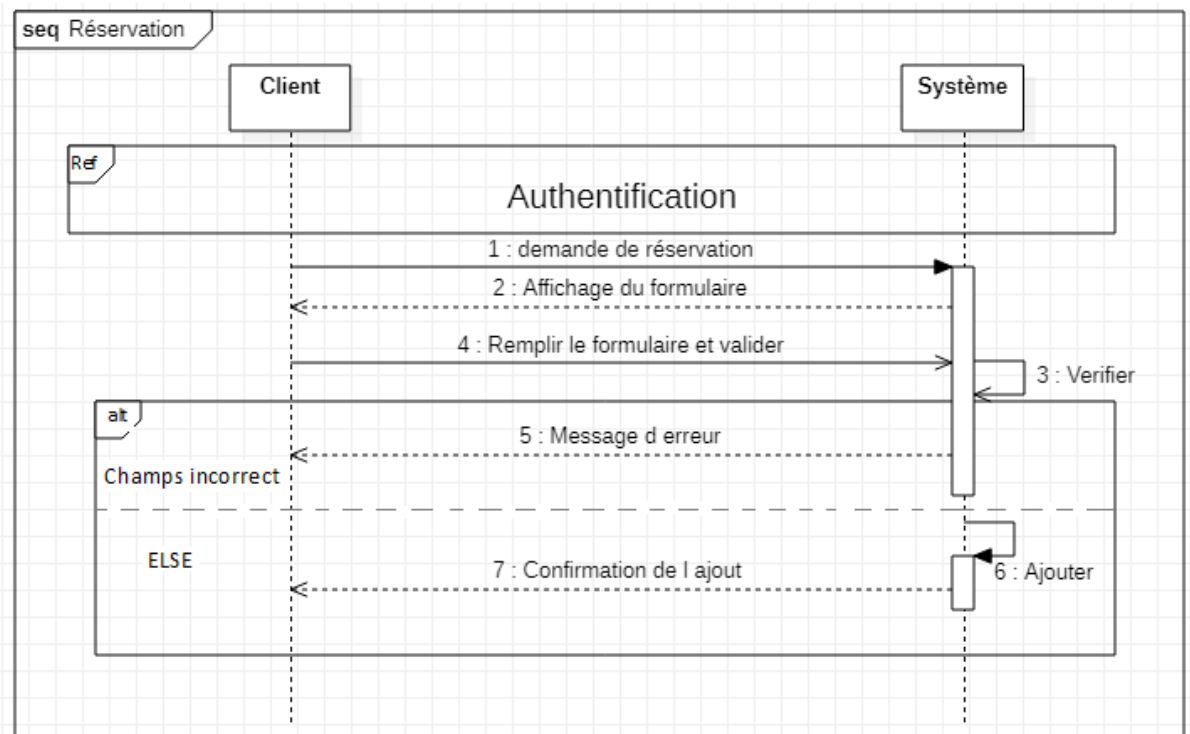 seq Réservation
Client
Système
Ref
Authentification
1 : demande de réservation
2 : Affichage du formulaire
4 : Remplir le formulaire et valider
3 : Verifier
alt
5 : Message d erreur
Champs incorrect
ELSE
7 : Confirmation de l ajout
6 : Ajouter